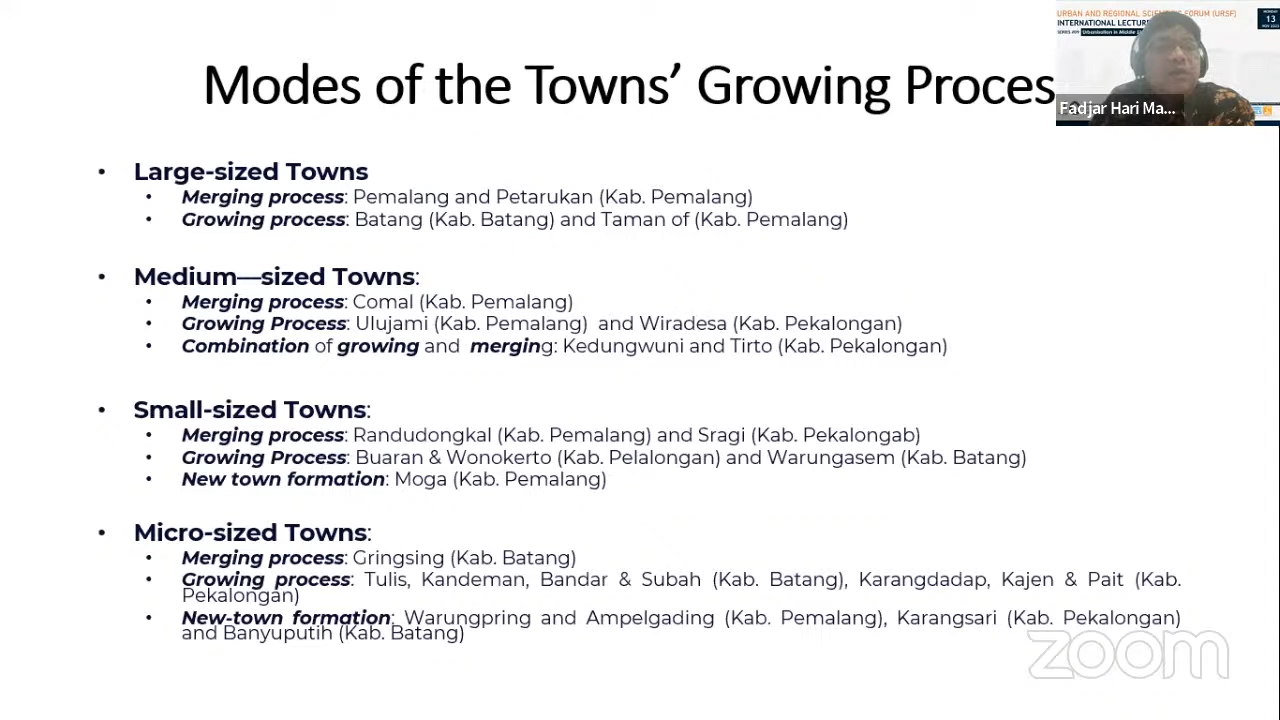 URBAN AND REGIONAL SCIENTIFIC FORUM (URSF)
INTERNATIONAL LECTURE
13
Modes of the Towns’ Growing Proces
Fadjar Hari Ma...
• Large-sized Towns
• Merging process: Pemalang and Petarukan (Kab. Pemalang)
• Growing process: Batang (Kab. Batang) and Taman of (Kab. Pemalang)
• Medium—sized Towns:
• Merging process: Comal (Kab. Pemalang)
• Growing Process: Ulujami (Kab. Pemalang) and Wiradesa (Kab. Pekalongan)
• Combination of growing and merging: Kedungwuni and Tirto (Kab. Pekalongan)
• Small-sized Towns:
• Merging process: Randudongkal (Kab. Pemalang) and Sragi (Kab. Pekalongab)
• Growing Process: Buaran & Wonokerto (Kab. Pelalongan) and Warungasem (Kab. Batang)
• New town formation: Moga (Kab. Pemalang)
• Micro-sized Towns:
• Merging process: Gringsing (Kab. Batang)
• Growing process: Tulis, Kandeman, Bandar & Subah (Kab. Batang), Karangdadap, Kajen & Pait (Kab.
Pekalongan)
• New-town formation: Warungpring and Ampelgading (Kab. Pemalang), Karangsari (Kab. Pekalongan)
and Banyuputih (Kab. Batang)
zoom